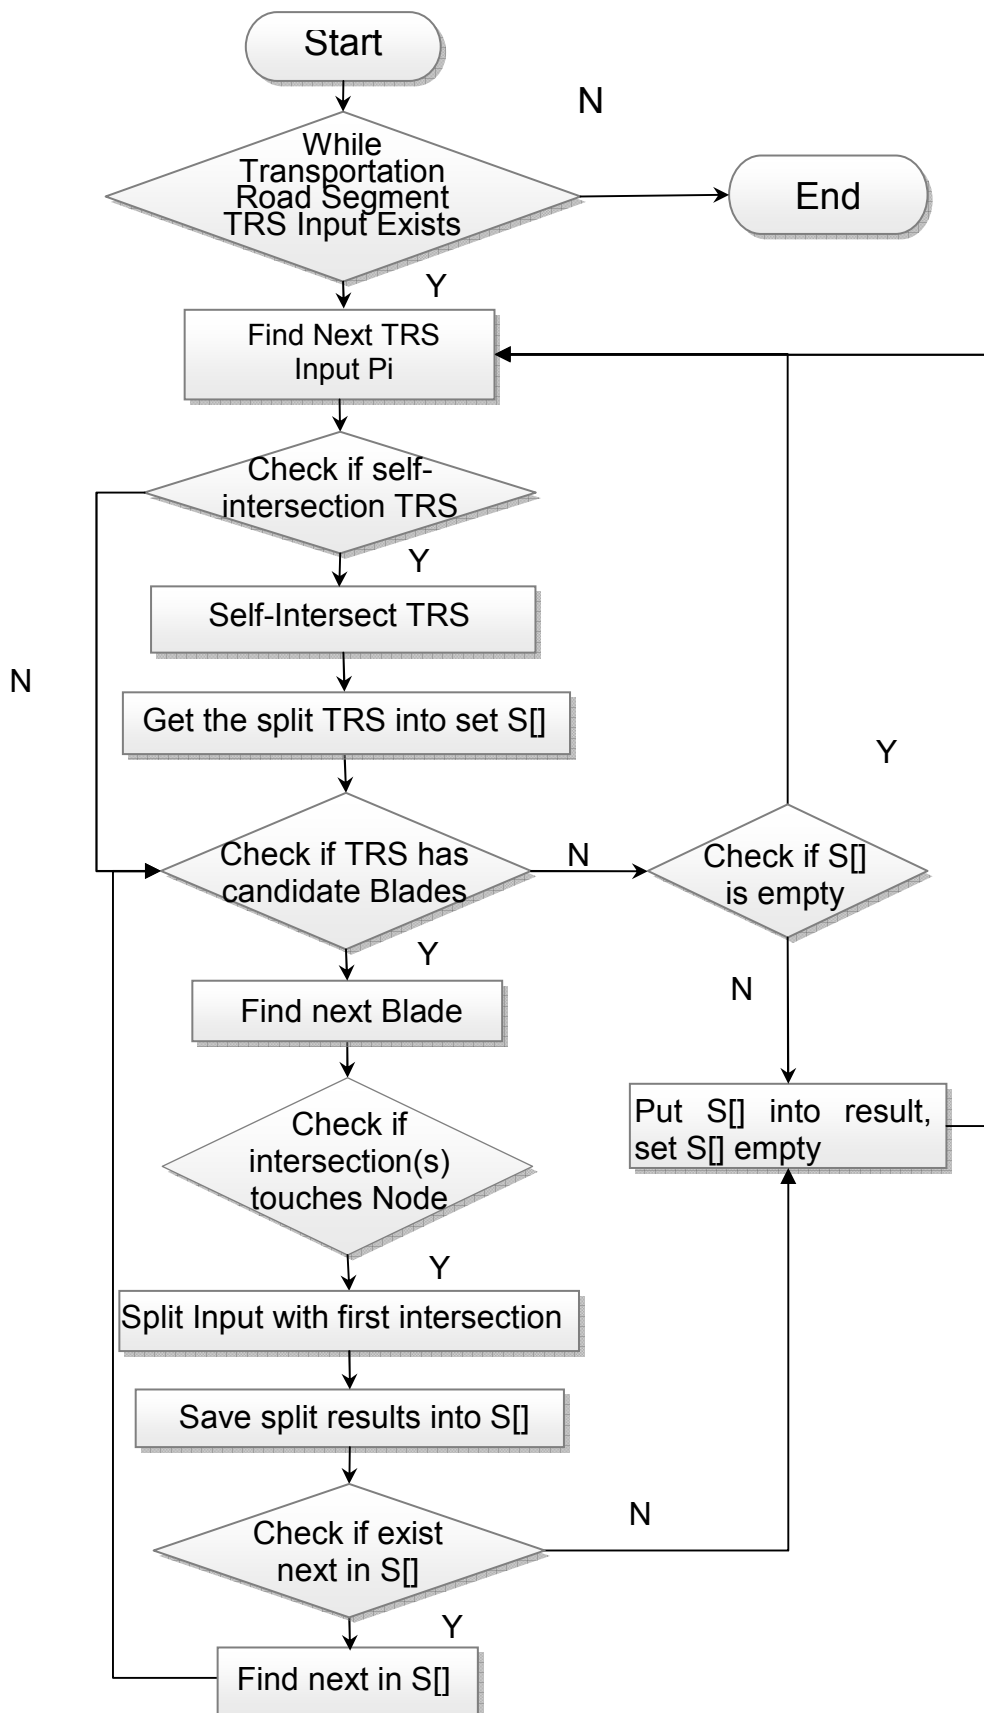 Start
N
While
Transportation
Road Segment
TRS Input Exists
End
Y
Find Next TRS
Input Pi
Check if self-
intersection TRS
Y
Self-Intersect TRS
N
Get the split TRS into set S[]
Y
Check if TRS has
candidate Blades
N
Check if S[]
is empty
Y
N
Find next Blade
Check if
intersection(s)
touches Node
Put S[] into result,
set S[] empty
Y
Split Input with first intersection
Save split results into S[]
N
Check if exist
next in S[]
Y
Find next in S[]